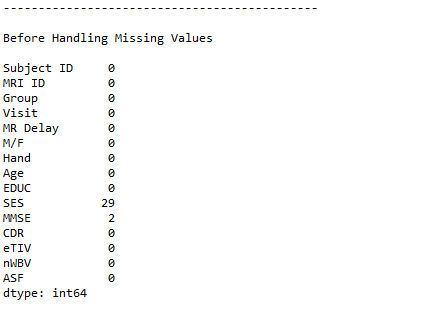 ---------------------------------------------
Before Handling Missing Values
Subject ID     0
MRI ID         0
Group          0
Visit          0
MR Delay       0
M/F            0
Hand           0
Age            0
EDUC           0
SES           29
MMSE           2
CDR            0
eTIV           0
nWBV           0
ASF            0
dtype: int64